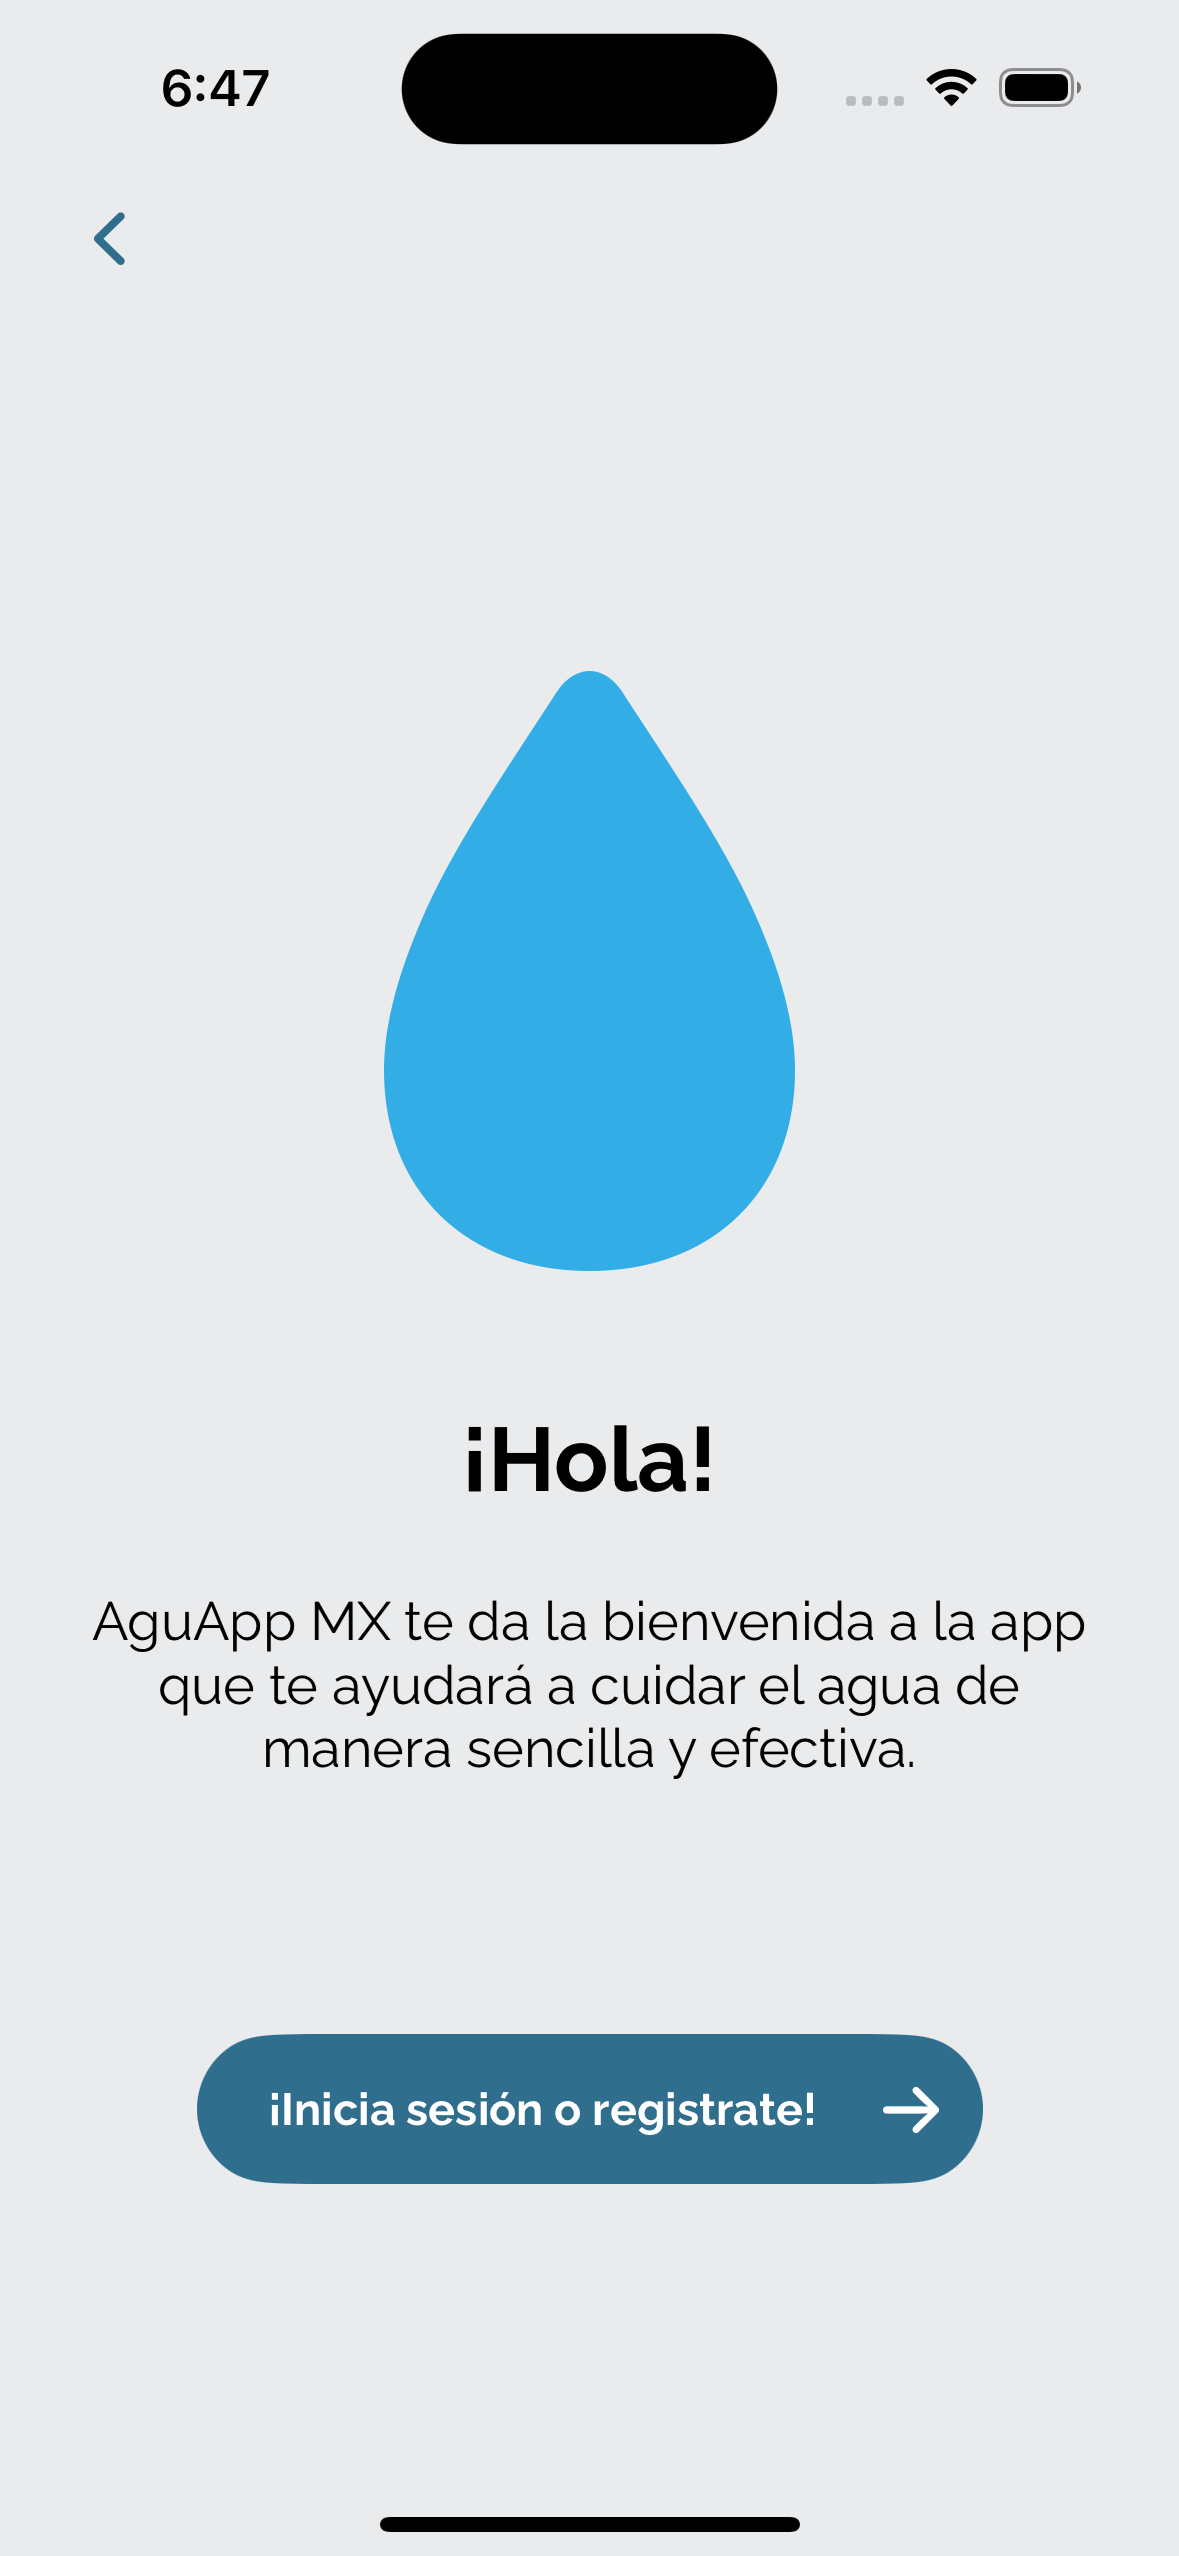 6:47
¡Hola!
AguApp MX te da la bienvenida a la app
que te ayudará a cuidar el agua de
manera sencilla y efectiva.
¡Inicia sesión o registrate!